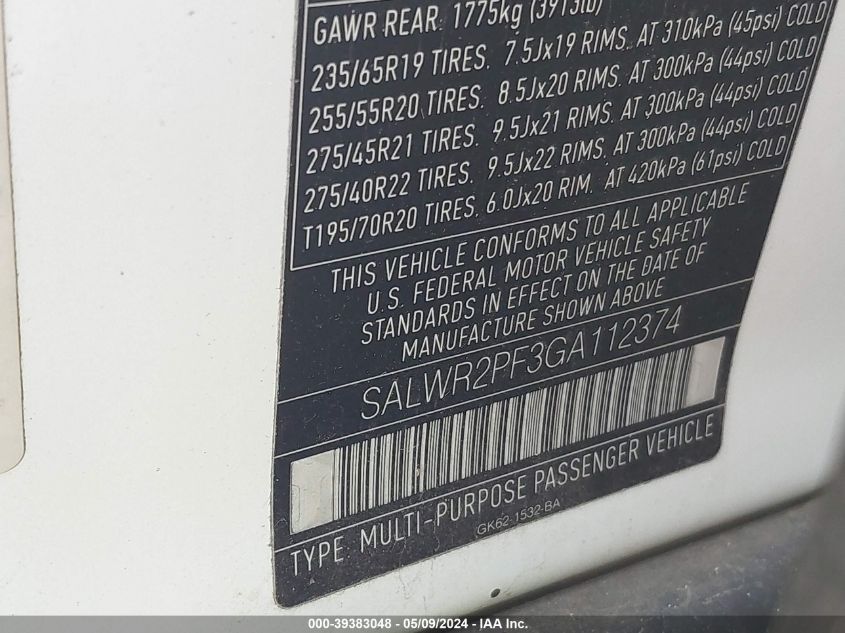 GAWR REAR: 1775kg (3913lb)
235/65R19 TIRES. 7.5Jx19 RIMS. AT 310kPa (45psi) COLD
255/55R20 TIRES. 8.5Jx20 RIMS. AT 300kPa (44psi) COLD
275/45R21 TIRES. 9.5Jx21 RIMS. AT 300kPa (44psi) COLD
275/40R22 TIRES. 9.5Jx22 RIMS. AT 300kPa (44psi) COLD
T195/70R20 TIRES. 6.0Jx20 RIM. AT 420kPa (61psi) COLD
THIS VEHICLE CONFORMS TO ALL APPLICABLE
U.S. FEDERAL MOTOR VEHICLE SAFETY
STANDARDS IN EFFECT ON THE DATE OF
MANUFACTURE SHOWN ABOVE
SALWR2PF3GA112374
TYPE: MULTI-PURPOSE PASSENGER VEHICLE
GK62-1532-BA
A
000-39383048 - 05/09/2024 - IAA Inc.